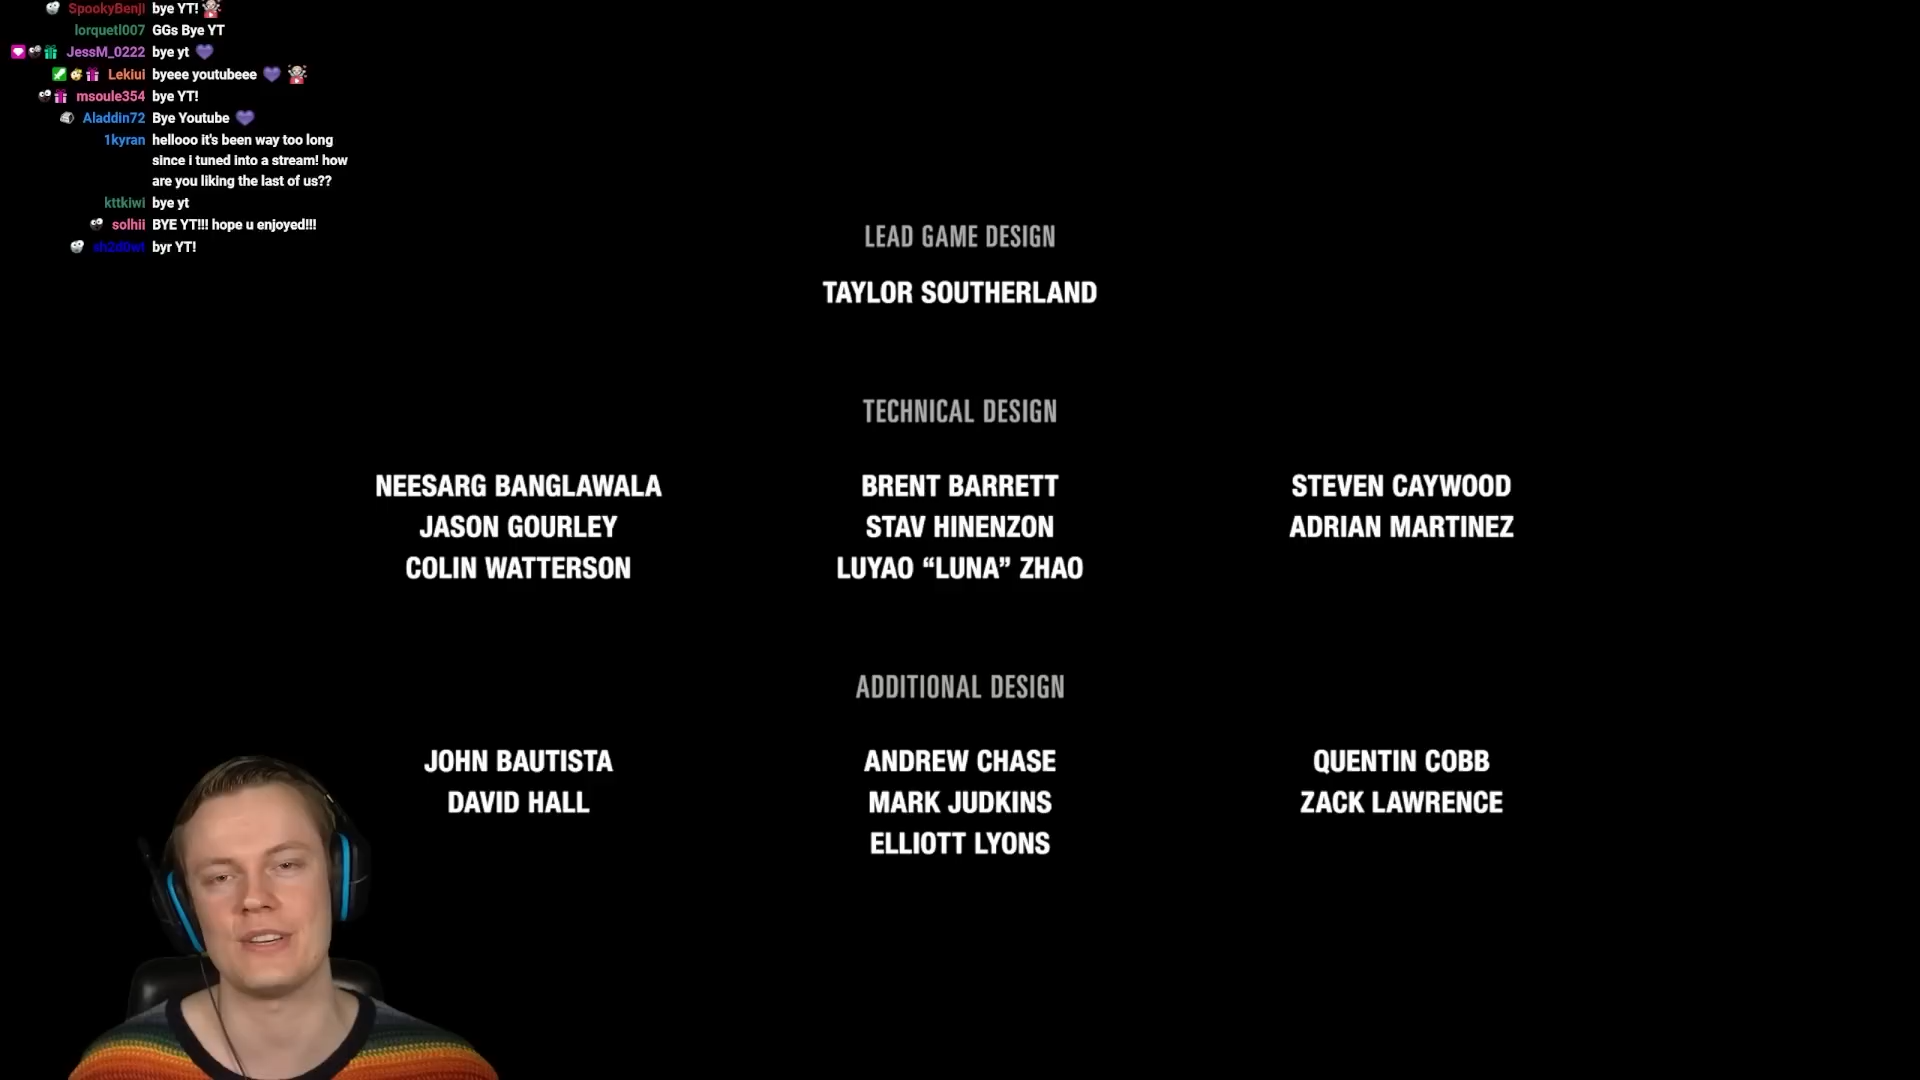 SpookyBenji bye YT!
lorquetl007 GGs Bye YT
JessM_0222 bye yt
Lekiui byeee youtubeee
msoule354 bye YT!
Aladdin72 Bye Youtube
1kyran hellooo it's been way too long
since i tuned into a stream! how
are you liking the last of us??
kttkiwi bye yt
solhii BYE YT!!! hope u enjoyed!!!
byr YT!
LEAD GAME DESIGN
TAYLOR SOUTHERLAND
TECHNICAL DESIGN
NEESARG BANGLAWALA BRENT BARRETT STEVEN CAYWOOD
JASON GOURLEY STAV HINENZON ADRIAN MARTINEZ
COLIN WATTERSON LUYAO “LUNA” ZHAO
ADDITIONAL DESIGN
JOHN BAUTISTA ANDREW CHASE QUENTIN COBB
DAVID HALL MARK JUDKINS ZACK LAWRENCE
ELLIOTT LYONS